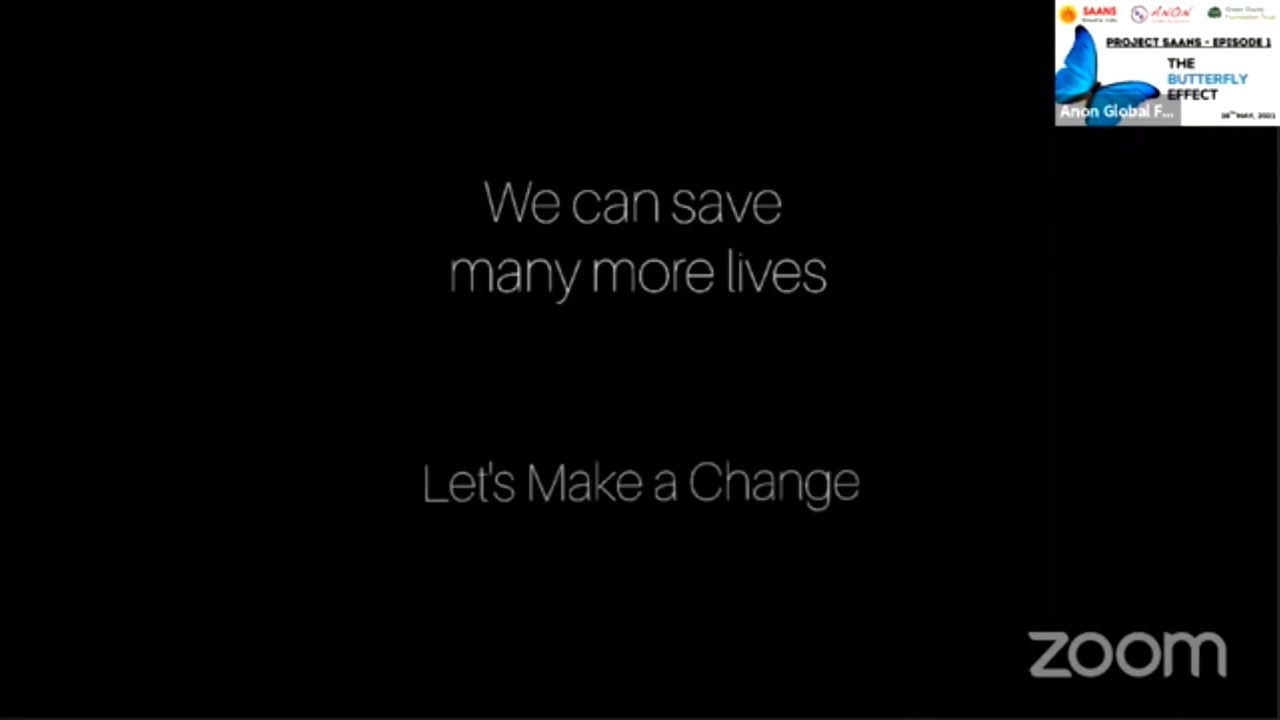 SAANS
ANON
PROJECT SAANS - EPISODE 1
THE
BUTTERFLY
EFFECT
Anon Global F...
We can save
many more lives
Let's Make a Change
zoom